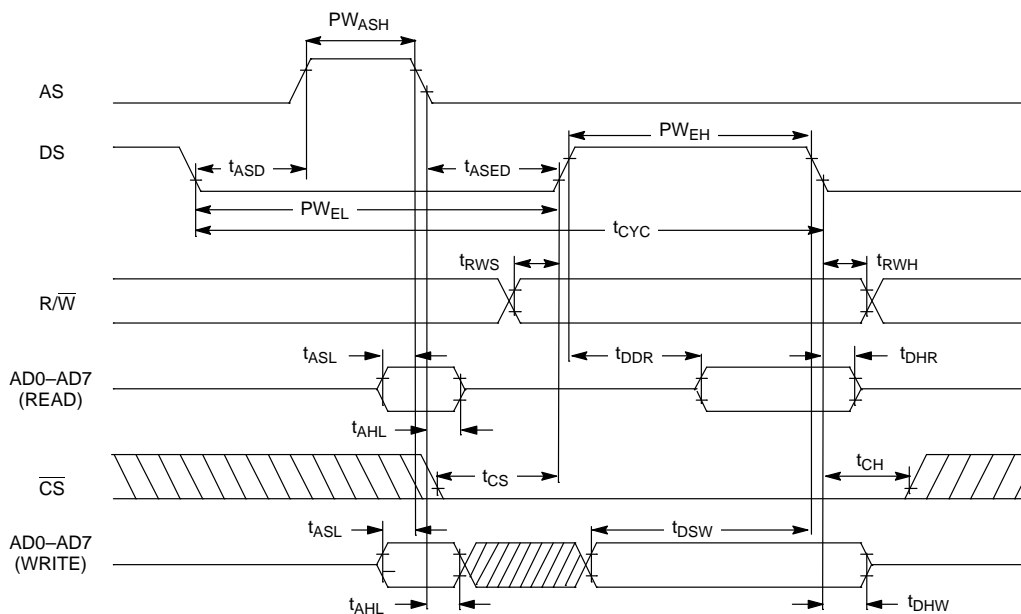 PWASH
AS
DS
PWEH
tASD
tASED
PWEL
tCYC
tRWS
tRWH
R/W̅
tASL
tDDR
tDHR
AD0–AD7
(READ)
tAHL
C̅S̅
tCS
tCH
tASL
tDSW
AD0–AD7
(WRITE)
tAHL
tDHW